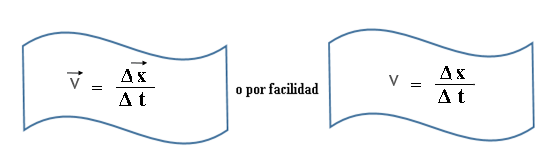 v⃗ = Δx⃗ / Δt
o por facilidad
v = Δx / Δt